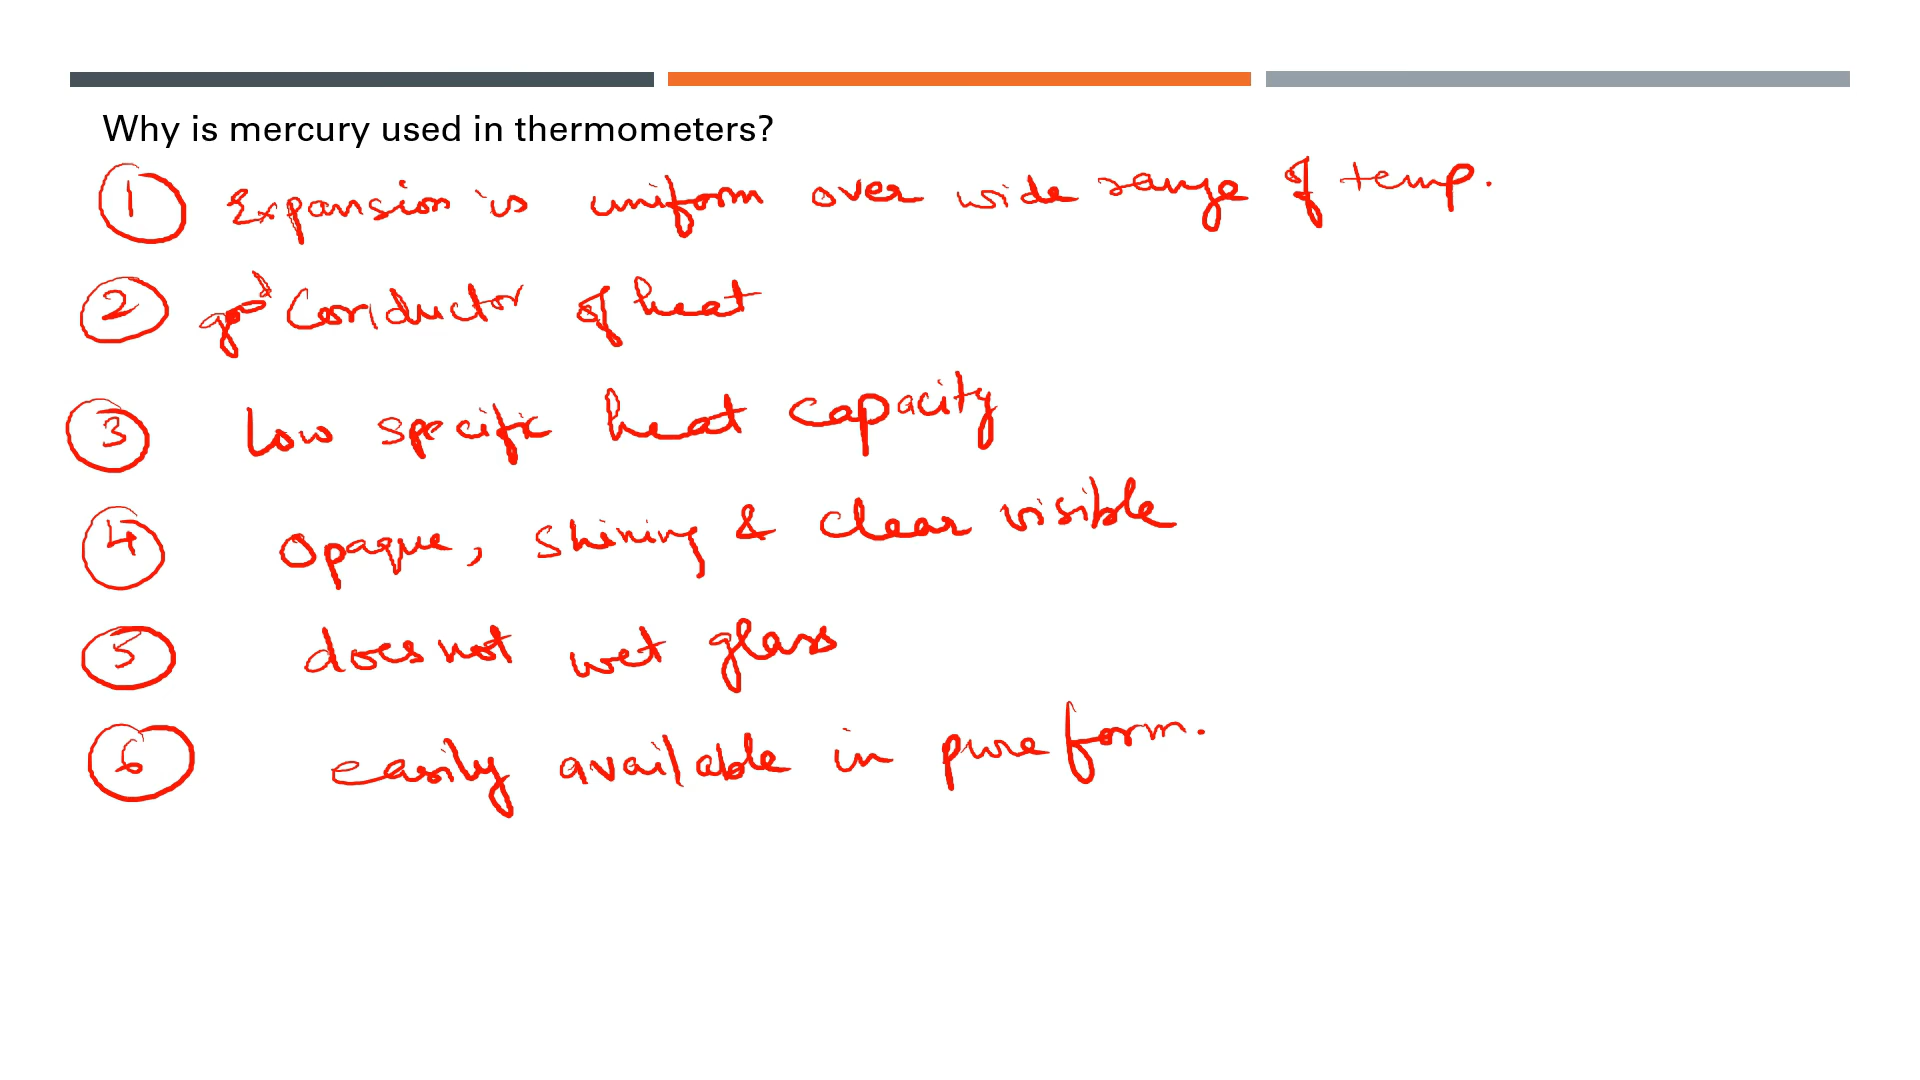 Why is mercury used in thermometers?
① Expansion is uniform over wide range of temp.
② good Conductor of heat
③ Low specific heat capacity
④ Opaque, shining & clear visible
⑤ does not wet glass
⑥ easily available in pure form.